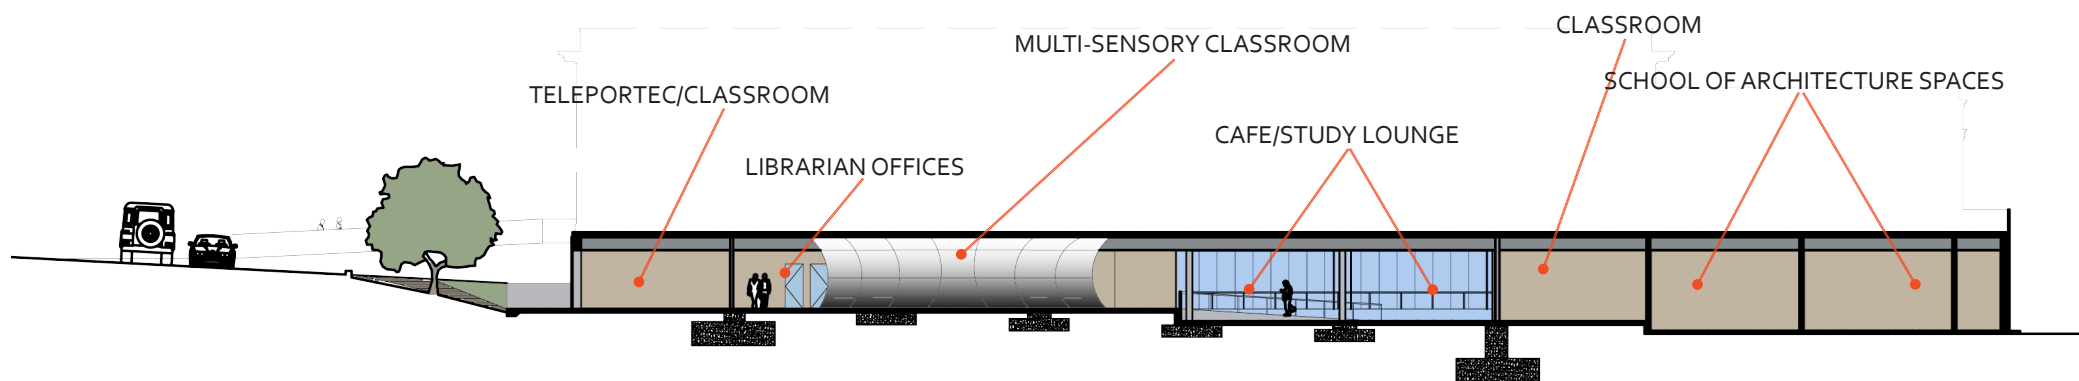 CLASSROOM
MULTI-SENSORY CLASSROOM
SCHOOL OF ARCHITECTURE SPACES
TELEPORTEC/CLASSROOM
CAFE/STUDY LOUNGE
LIBRARIAN OFFICES